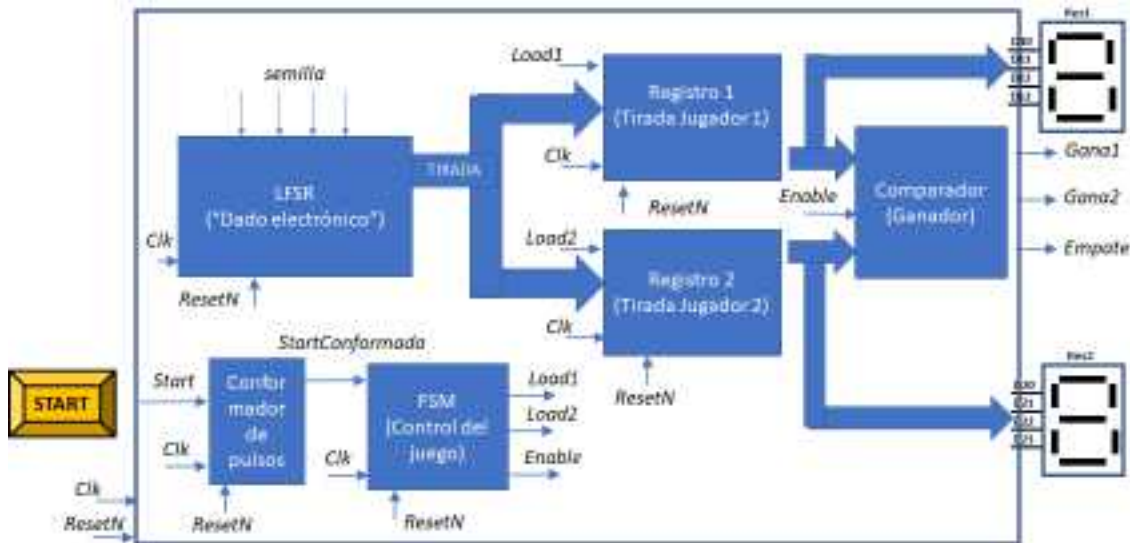 semilla
LFSR
("Dado electrónico")
Clk
ResetN
TIRADA
Load1
Registro 1
(Tirada Jugador 1)
Clk
ResetN
Load2
Registro 2
(Tirada Jugador 2)
Clk
ResetN
Enable
Comparador
(Ganador)
Gana1
Gana2
Empate
Res1
Res2
START
Start
Confor
mador
de
pulsos
Clk
ResetN
StartConformada
FSM
(Control del
juego)
Clk
ResetN
Load1
Load2
Enable
Clk
ResetN